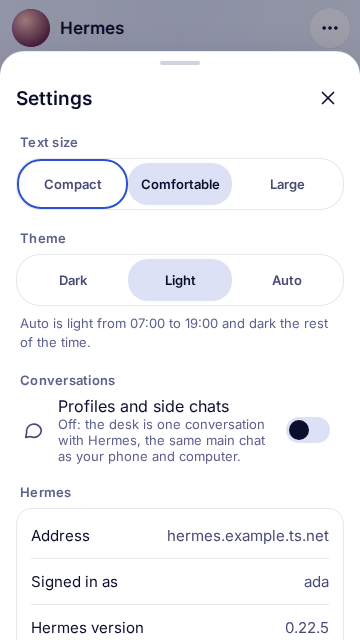 Hermes
Settings
Text size
Compact
Comfortable
Large
Theme
Dark
Light
Auto
Auto is light from 07:00 to 19:00 and dark the rest
of the time.
Conversations
Profiles and side chats
Off: the desk is one conversation
with Hermes, the same main chat
as your phone and computer.
Hermes
Address
hermes.example.ts.net
Signed in as
ada
Hermes version
0.22.5